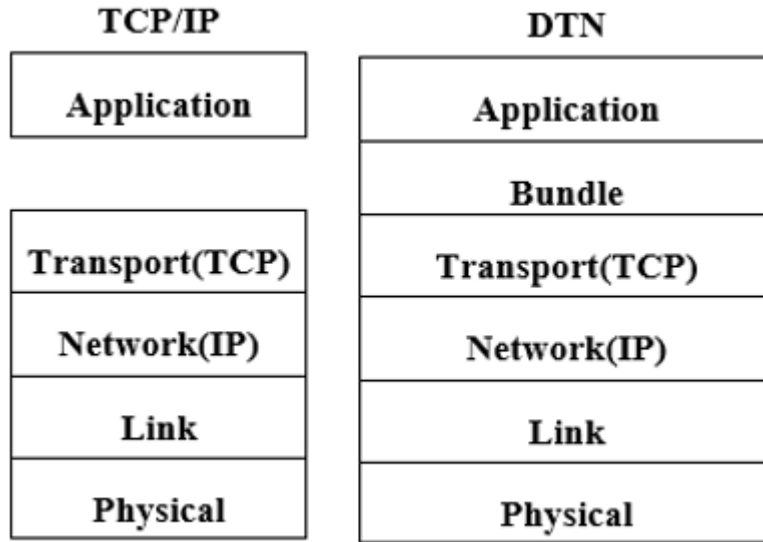 TCP/IP
Application
Transport(TCP)
Network(IP)
Link
Physical
DTN
Application
Bundle
Transport(TCP)
Network(IP)
Link
Physical